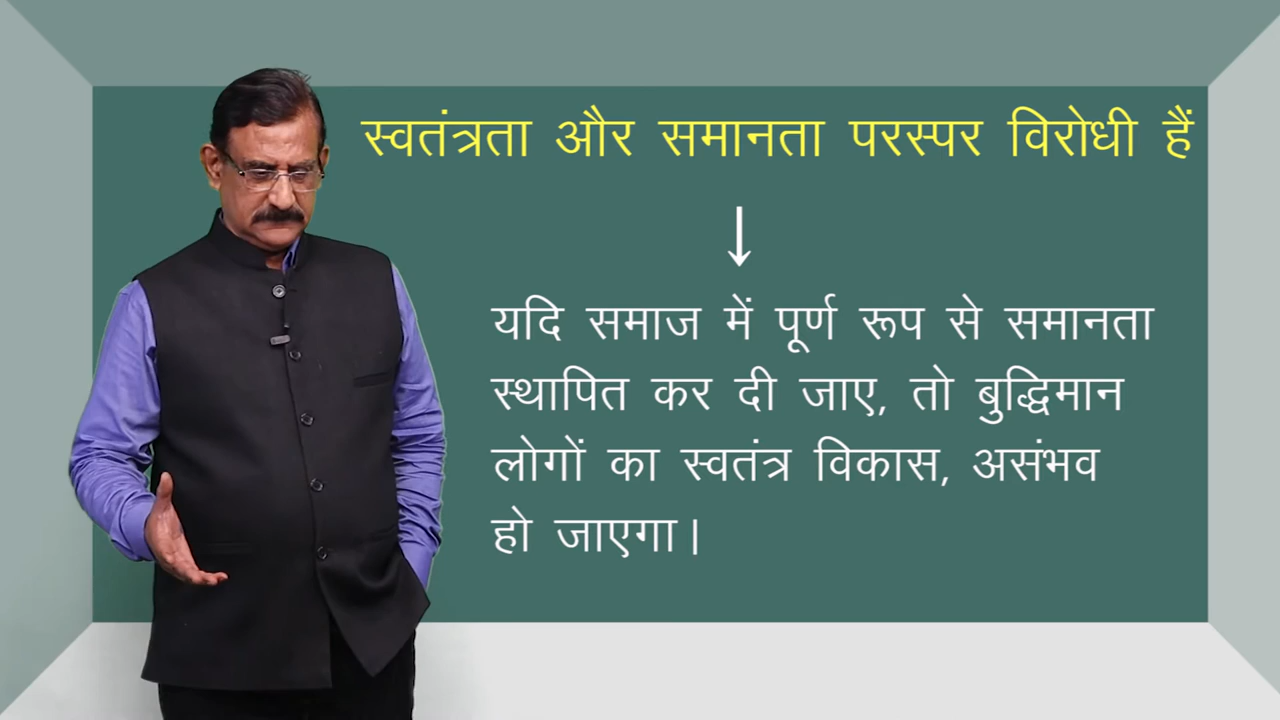 स्वतंत्रता और समानता परस्पर विरोधी हैं
↓
यदि समाज में पूर्ण रूप से समानता
स्थापित कर दी जाए, तो बुद्धिमान
लोगों का स्वतंत्र विकास, असंभव
हो जाएगा।